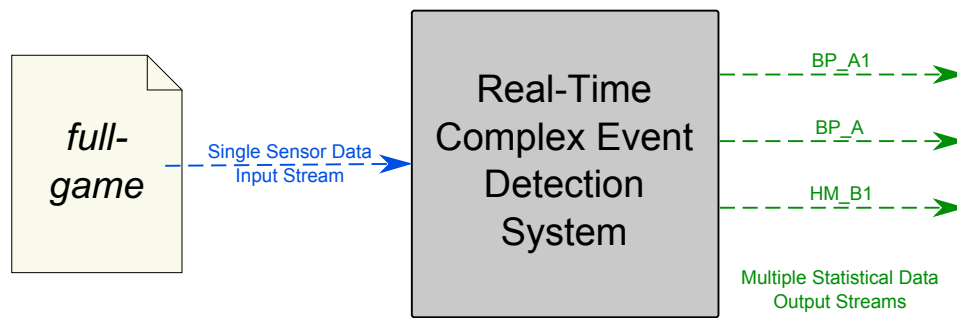 full-
game
Single Sensor Data
Input Stream
Real-Time
Complex Event
Detection
System
BP_A1
BP_A
HM_B1
Multiple Statistical Data
Output Streams